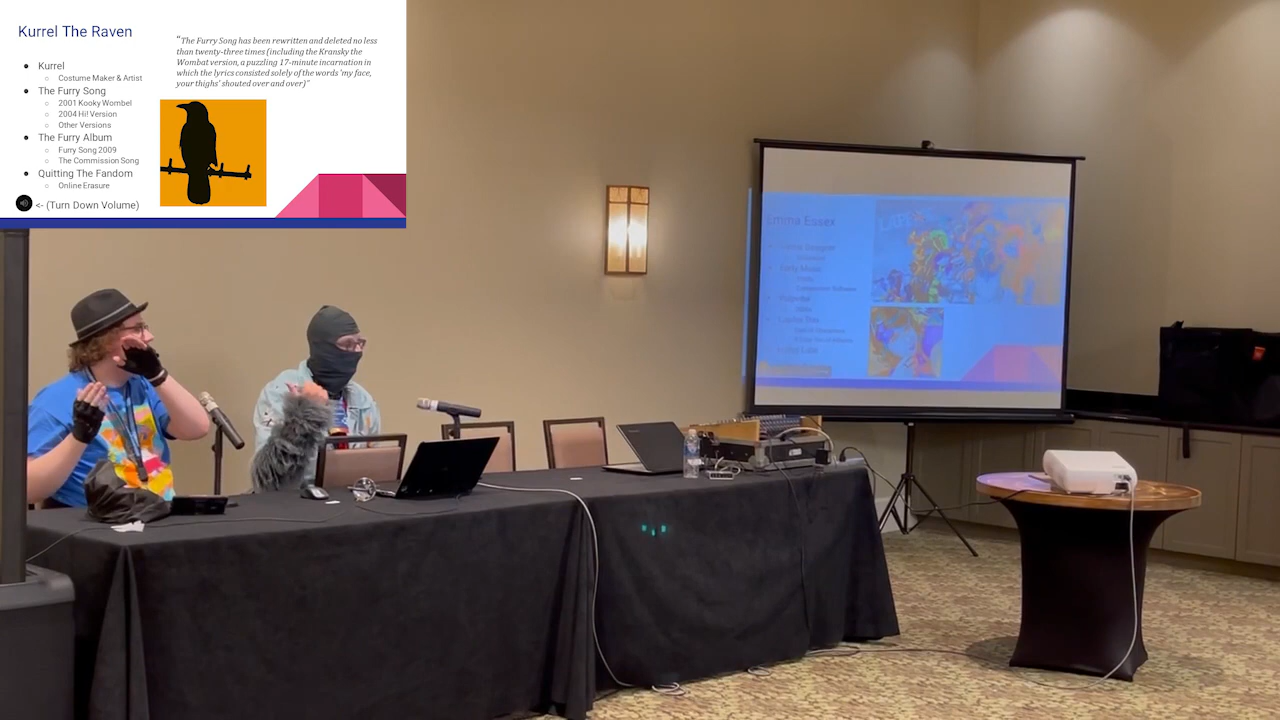 Kurrel The Raven
"The Furry Song has been rewritten and deleted no less
than twenty-three times (including the Kransky the
Wombat version, a puzzling 17-minute incarnation in
which the lyrics consisted solely of the words 'my face,
your thighs' shouted over and over)"
Kurrel
Costume Maker & Artist
The Furry Song
2001 Kooky Wombel
2004 Hi! Version
Other Versions
The Furry Album
Furry Song 2009
The Commission Song
Quitting The Fandom
Online Erasure
<- (Turn Down Volume)
Emma Essex